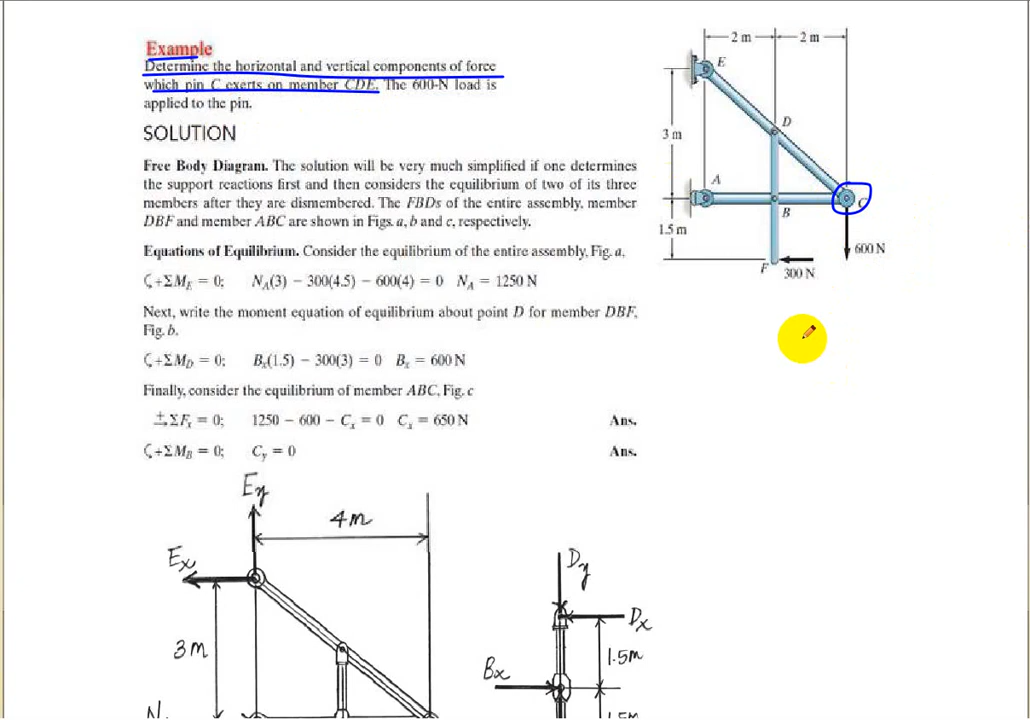 Example
Determine the horizontal and vertical components of force
which pin C exerts on member CDE. The 600-N load is
applied to the pin.
SOLUTION
Free Body Diagram. The solution will be very much simplified if one determines
the support reactions first and then considers the equilibrium of two of its three
members after they are dismembered. The FBDs of the entire assembly, member
DBF and member ABC are shown in Figs. a, b and c, respectively.
Equations of Equilibrium. Consider the equilibrium of the entire assembly, Fig. a,
ζ+ΣM_E = 0; N_A(3) − 300(4.5) − 600(4) = 0 N_A = 1250 N
Next, write the moment equation of equilibrium about point D for member DBF,
Fig. b.
ζ+ΣM_D = 0; B_x(1.5) − 300(3) = 0 B_x = 600 N
Finally, consider the equilibrium of member ABC, Fig. c
+→ ΣF_x = 0; 1250 − 600 − C_x = 0 C_x = 650 N Ans.
ζ+ΣM_B = 0; C_y = 0 Ans.
2 m 2 m
E
D
3 m
A
B
C
1.5 m
600 N
F
300 N
Ey
4m
Ex
3m
N
Dy
Dx
1.5m
Bx
1.5m